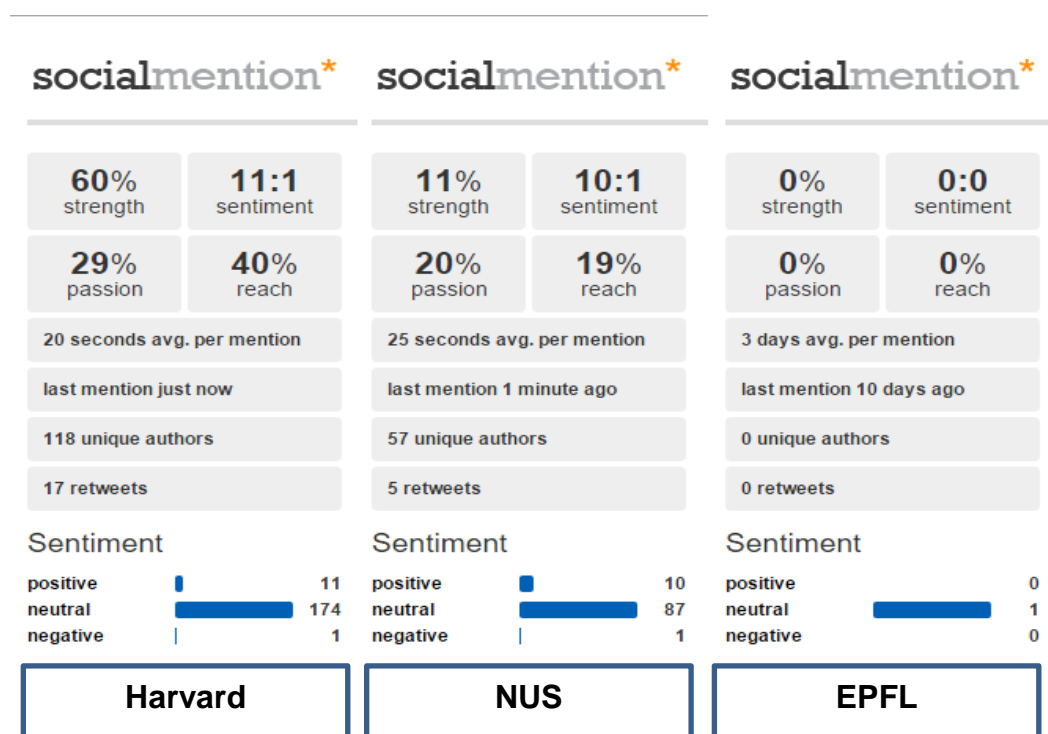 socialmention*
60% 11:1
strength sentiment
29% 40%
passion reach
20 seconds avg. per mention
last mention just now
118 unique authors
17 retweets
Sentiment
positive 11
neutral 174
negative 1
Harvard
socialmention*
11% 10:1
strength sentiment
20% 19%
passion reach
25 seconds avg. per mention
last mention 1 minute ago
57 unique authors
5 retweets
Sentiment
positive 10
neutral 87
negative 1
NUS
socialmention*
0% 0:0
strength sentiment
0% 0%
passion reach
3 days avg. per mention
last mention 10 days ago
0 unique authors
0 retweets
Sentiment
positive 0
neutral 1
negative 0
EPFL